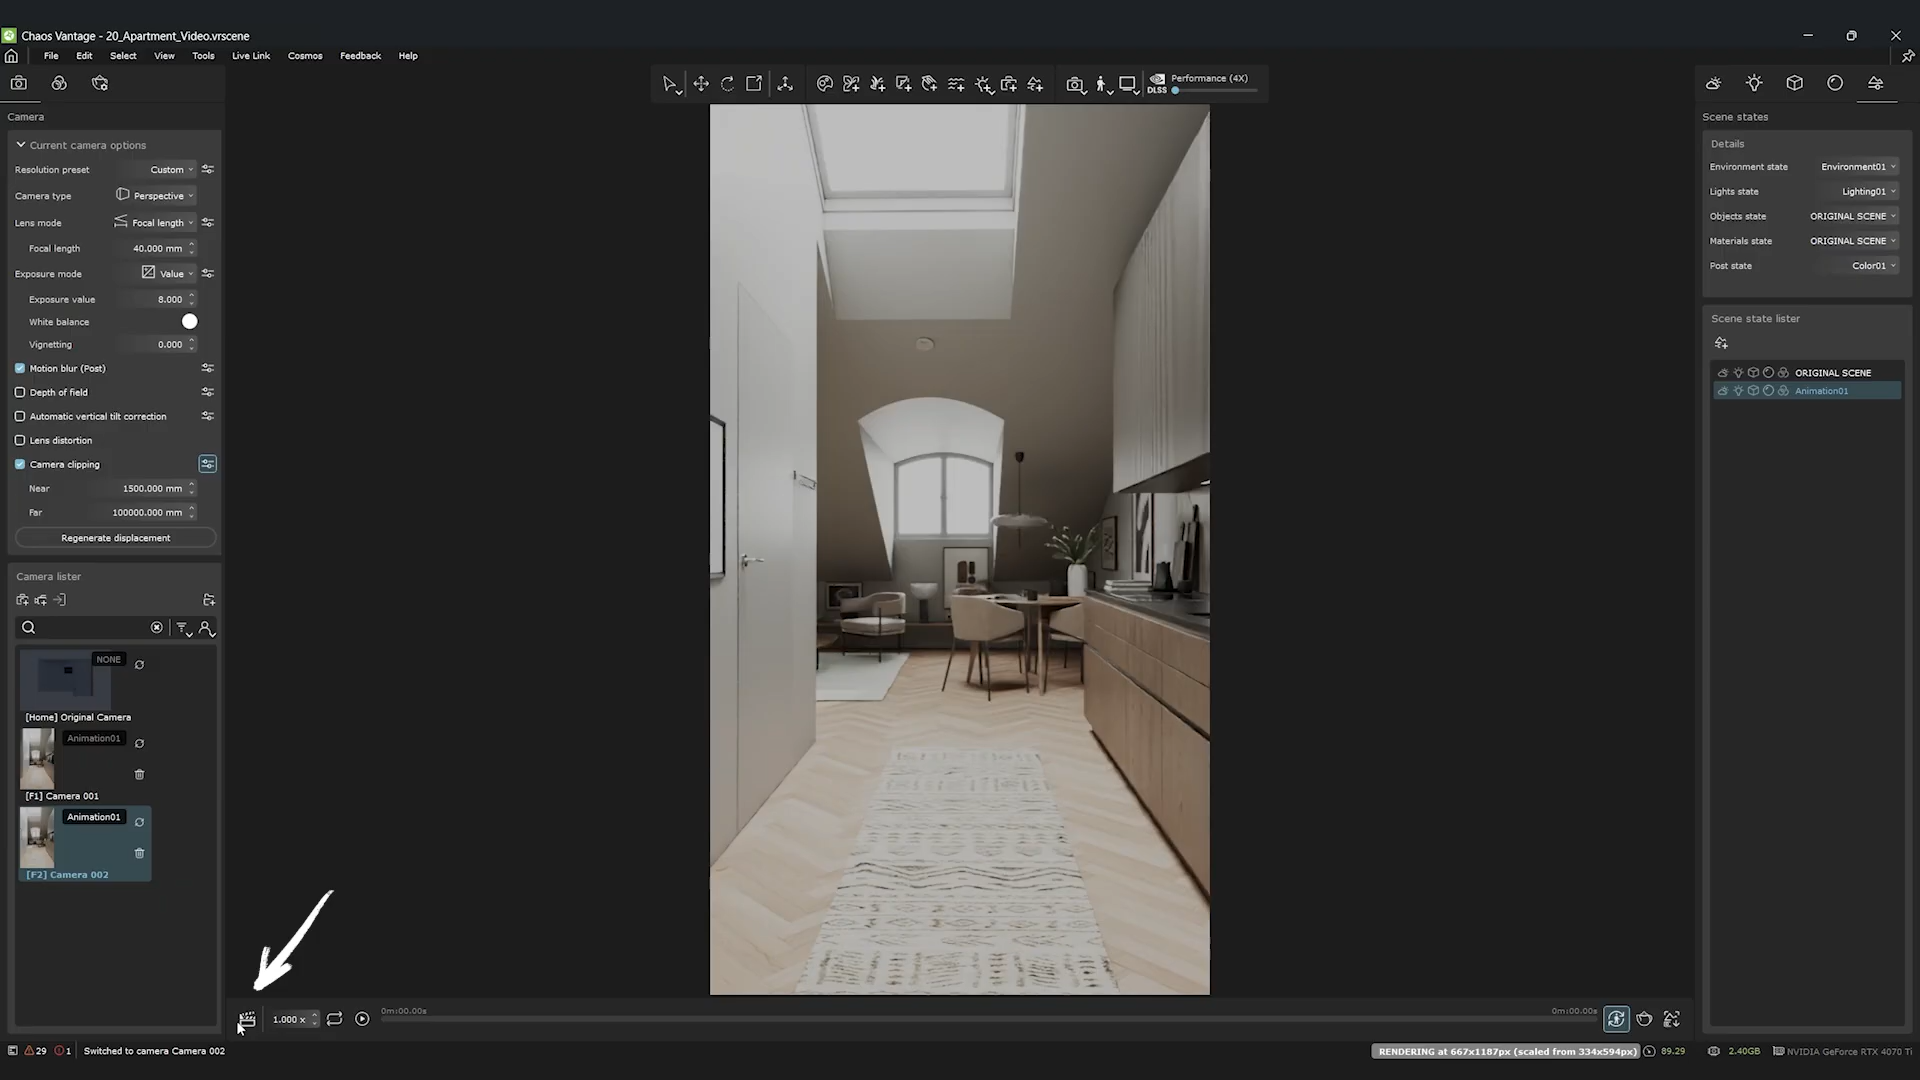 Chaos Vantage - 20_Apartment_Video.vrscene
File Edit Select View Tools Live Link Cosmos Feedback Help
DLSS Performance (4X)
Camera
Current camera options
Resolution preset Custom
Camera type Perspective
Lens mode Focal length
Focal length 40.000 mm
Exposure mode Value
Exposure value 8.000
White balance
Vignetting 0.000
Motion blur (Post)
Depth of field
Automatic vertical tilt correction
Lens distortion
Camera clipping
Near 1500.000 mm
Far 100000.000 mm
Regenerate displacement
Camera lister
NONE
[Home] Original Camera
Animation01
[F1] Camera 001
Animation01
[F2] Camera 002
Scene states
Details
Environment state Environment01
Lights state Lighting01
Objects state ORIGINAL SCENE
Materials state ORIGINAL SCENE
Post state Color01
Scene state lister
ORIGINAL SCENE
Animation01
1.000 x 0m:00.00s 0m:00.00s
29 1 Switched to camera Camera 002 RENDERING at 667x1187px (scaled from 334x594px) 89.29 2.40GB NVIDIA GeForce RTX 4070 Ti